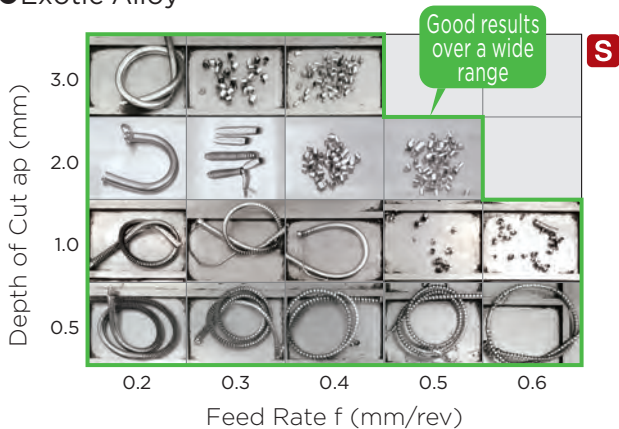 Exotic Alloy
Good results
over a wide
range
S
Depth of Cut ap (mm)
3.0
2.0
1.0
0.5
0.2 0.3 0.4 0.5 0.6
Feed Rate f (mm/rev)